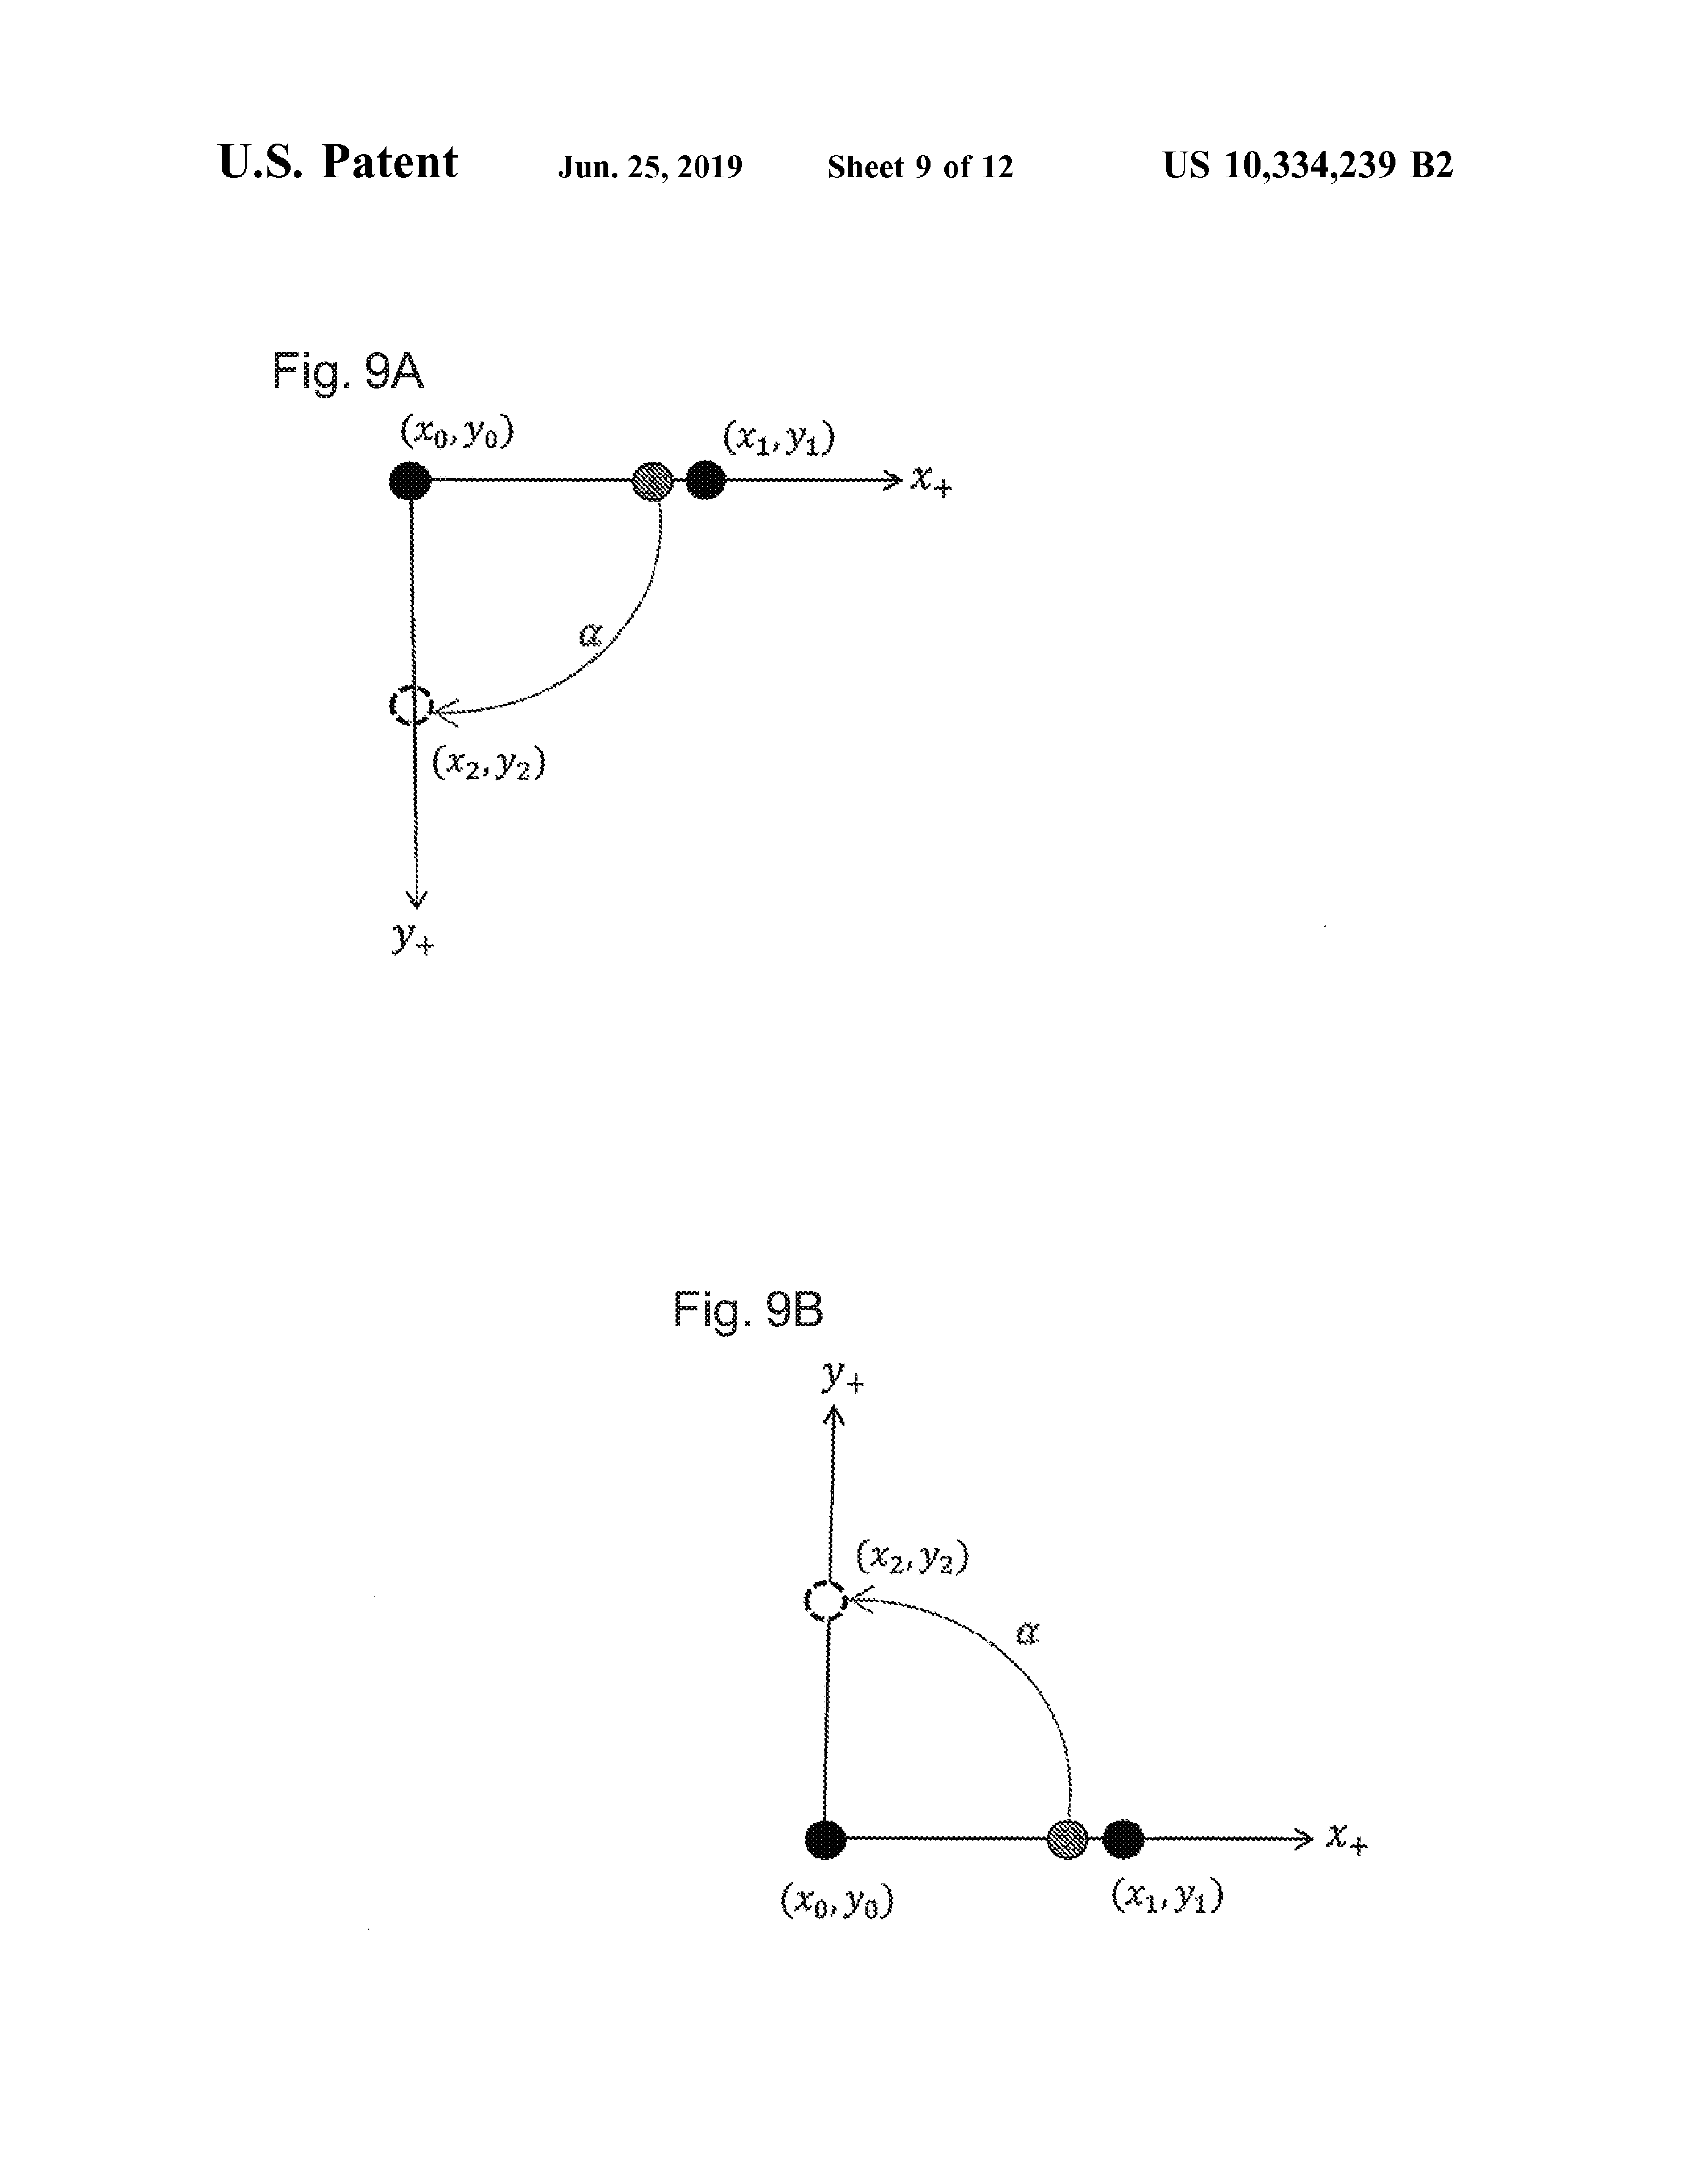 U.S. Patent Jun. 25, 2019 Sheet 9 of 12 US 10,334,239 B2
Fig. 9A
(x₀, y₀) (x₁, y₁)
x₊
α
(x₂, y₂)
y₊
Fig. 9B
y₊
(x₂, y₂)
α
x₊
(x₀, y₀) (x₁, y₁)